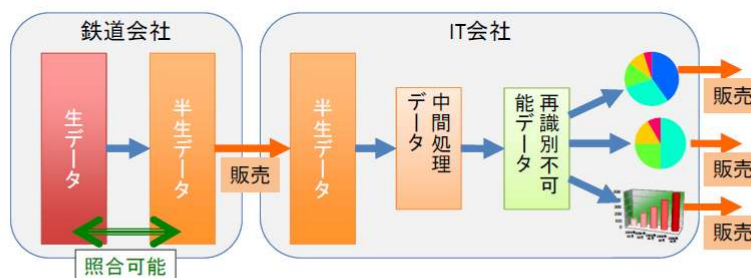 鉄道会社
IT会社
生データ
半生データ
販売
半生データ
中間処理
データ
再識別不可
能データ
販売
販売
販売
照合可能